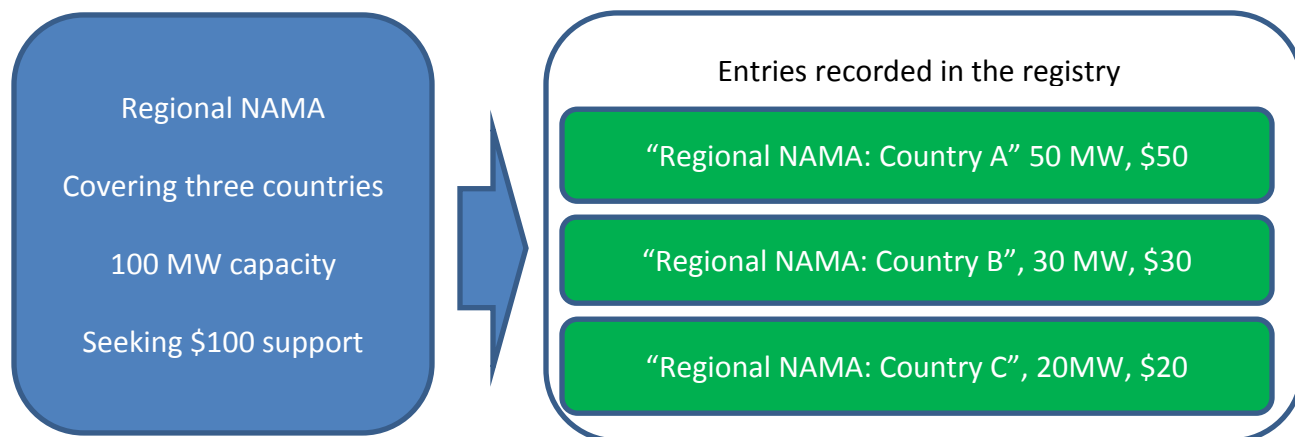 Regional NAMA
Covering three countries
100 MW capacity
Seeking $100 support
Entries recorded in the registry
“Regional NAMA: Country A” 50 MW, $50
“Regional NAMA: Country B”, 30 MW, $30
“Regional NAMA: Country C”, 20MW, $20